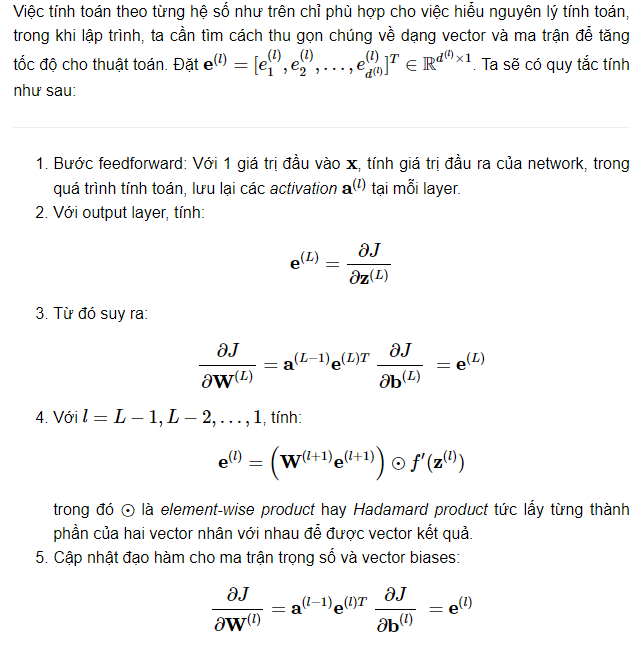 Việc tính toán theo từng hệ số như trên chỉ phù hợp cho việc hiểu nguyên lý tính toán,
trong khi lập trình, ta cần tìm cách thu gọn chúng về dạng vector và ma trận để tăng
tốc độ cho thuật toán. Đặt $\mathbf{e}^{(l)} = [e_1^{(l)}, e_2^{(l)}, \ldots, e_{d^{(l)}}^{(l)}]^T \in \mathbb{R}^{d^{(l)} \times 1}$. Ta sẽ có quy tắc tính
như sau:
1. Bước feedforward: Với 1 giá trị đầu vào $\mathbf{x}$, tính giá trị đầu ra của network, trong
quá trình tính toán, lưu lại các activation $\mathbf{a}^{(l)}$ tại mỗi layer.
2. Với output layer, tính:
$\mathbf{e}^{(L)} = \frac{\partial J}{\partial \mathbf{z}^{(L)}}$
3. Từ đó suy ra:
$\frac{\partial J}{\partial \mathbf{W}^{(L)}} = \mathbf{a}^{(L-1)} \mathbf{e}^{(L)T} \frac{\partial J}{\partial \mathbf{b}^{(L)}} = \mathbf{e}^{(L)}$
4. Với $l = L-1, L-2, \ldots, 1$, tính:
$\mathbf{e}^{(l)} = \left( \mathbf{W}^{(l+1)} \mathbf{e}^{(l+1)} \right) \odot f'(\mathbf{z}^{(l)})$
trong đó $\odot$ là element-wise product hay Hadamard product tức lấy từng thành
phần của hai vector nhân với nhau để được vector kết quả.
5. Cập nhật đạo hàm cho ma trận trọng số và vector biases:
$\frac{\partial J}{\partial \mathbf{W}^{(l)}} = \mathbf{a}^{(l-1)} \mathbf{e}^{(l)T} \frac{\partial J}{\partial \mathbf{b}^{(l)}} = \mathbf{e}^{(l)}$